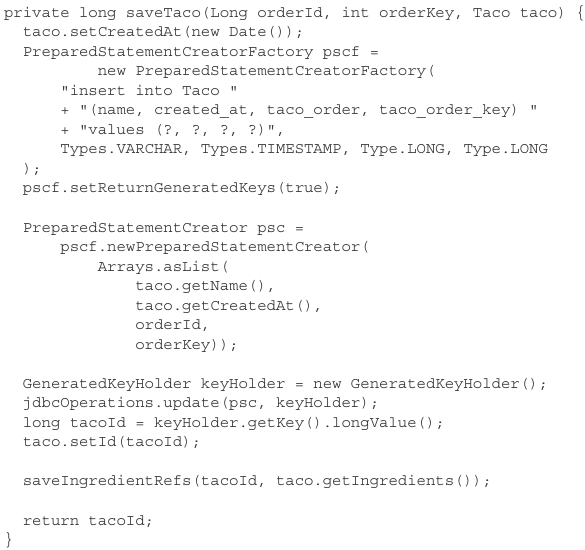 private long saveTaco(Long orderId, int orderKey, Taco taco) {
  taco.setCreatedAt(new Date());
  PreparedStatementCreatorFactory pscf =
          new PreparedStatementCreatorFactory(
      "insert into Taco "
      + "(name, created_at, taco_order, taco_order_key) "
      + "values (?, ?, ?, ?)",
      Types.VARCHAR, Types.TIMESTAMP, Type.LONG, Type.LONG
  );
  pscf.setReturnGeneratedKeys(true);

  PreparedStatementCreator psc =
      pscf.newPreparedStatementCreator(
          Arrays.asList(
              taco.getName(),
              taco.getCreatedAt(),
              orderId,
              orderKey));

  GeneratedKeyHolder keyHolder = new GeneratedKeyHolder();
  jdbcOperations.update(psc, keyHolder);
  long tacoId = keyHolder.getKey().longValue();
  taco.setId(tacoId);

  saveIngredientRefs(tacoId, taco.getIngredients());

  return tacoId;
}